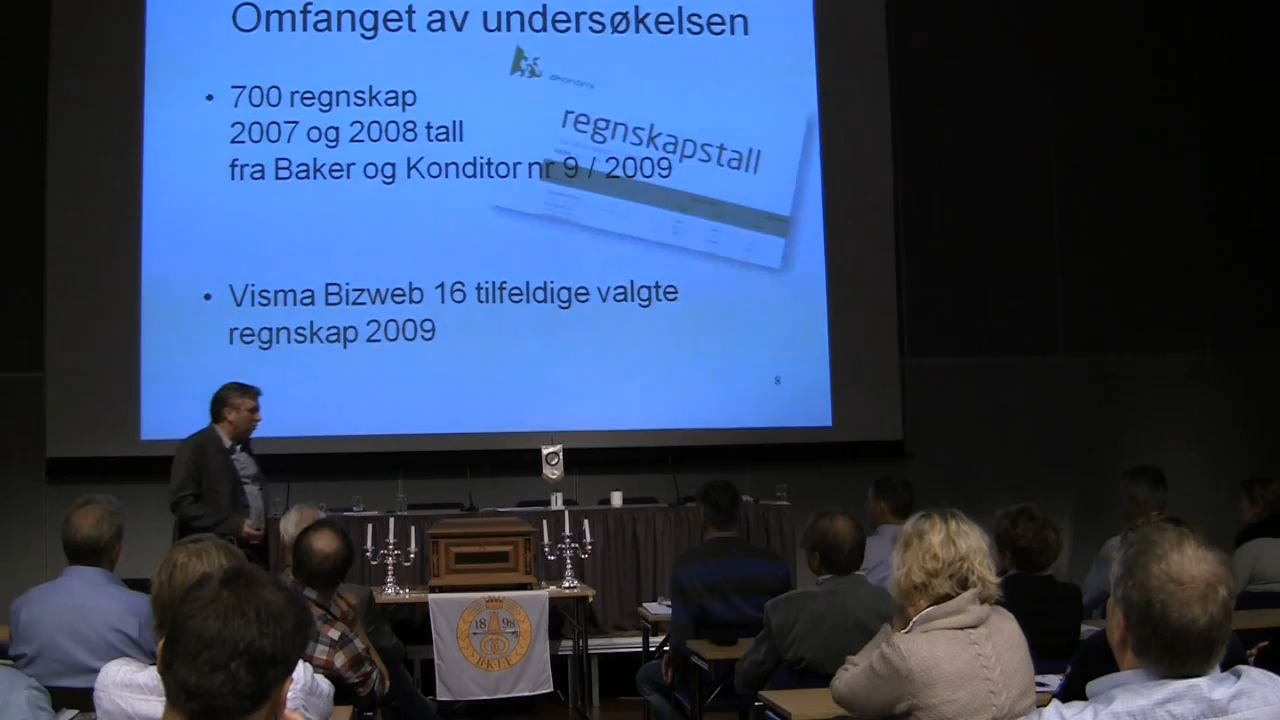 Omfanget av undersøkelsen
økonomi
regnskapstall
• 700 regnskap
2007 og 2008 tall
fra Baker og Konditor nr 9 / 2009
• Visma Bizweb 16 tilfeldige valgte
regnskap 2009
8
1898
B.K.L.F.